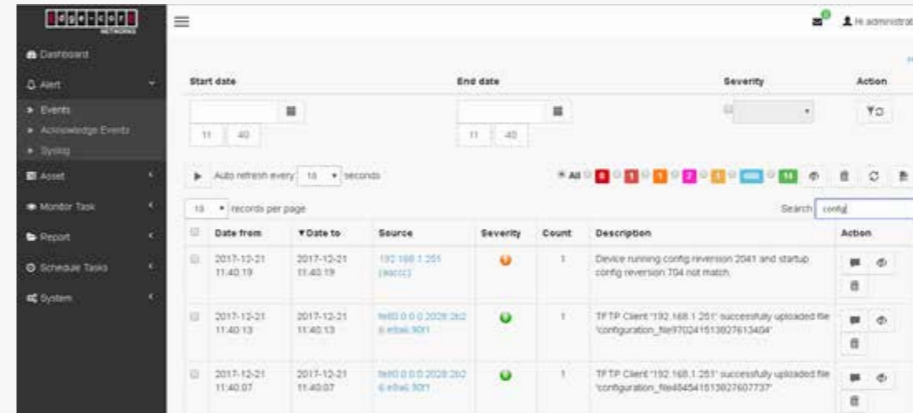 Edge-corE
NETWORKS
Hi administrat
Dashboard
Alert
Events
Acknowledge Events
Syslog
Asset
Monitor Task
Report
Schedule Tasks
System
Start date End date Severity Action
11 40 11 40
Auto refresh every 10 seconds All
10 records per page Search config
Date from Date to Source Severity Count Description Action
2017-12-21 2017-12-21 192.168.1.251 1 Device running config reversion 2041 and startup
11:40:19 11:40:19 config reversion 704 not match.
2017-12-21 2017-12-21 1 TFTP Client '192.168.1.251' successfully uploaded file
11:40:13 11:40:13
2017-12-21 2017-12-21 1 TFTP Client '192.168.1.251' successfully uploaded file
11:40:07 11:40:07